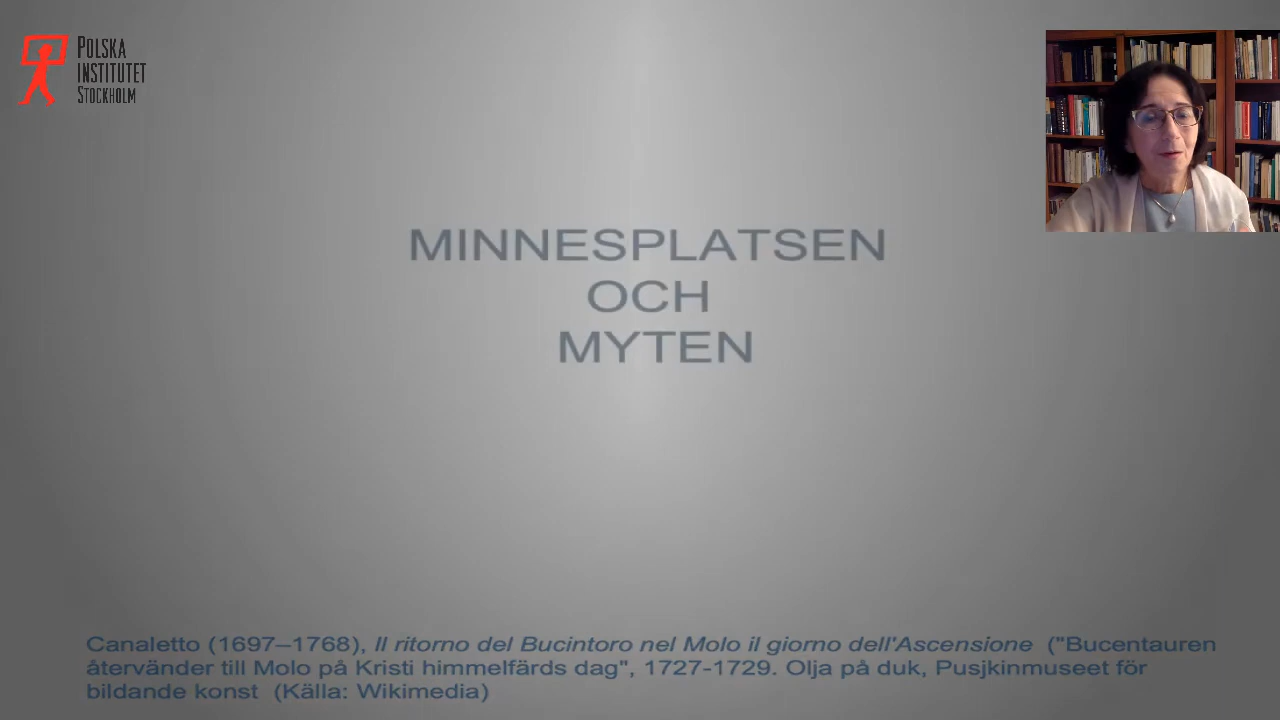 POLSKA
INSTITUTET
STOCKHOLM
MINNESPLATSEN
OCH
MYTEN
Canaletto (1697–1768), Il ritorno del Bucintoro nel Molo il giorno dell'Ascensione ("Bucentauren
återvänder till Molo på Kristi himmelfärds dag", 1727-1729. Olja på duk, Pusjkinmuseet för
bildande konst (Källa: Wikimedia)